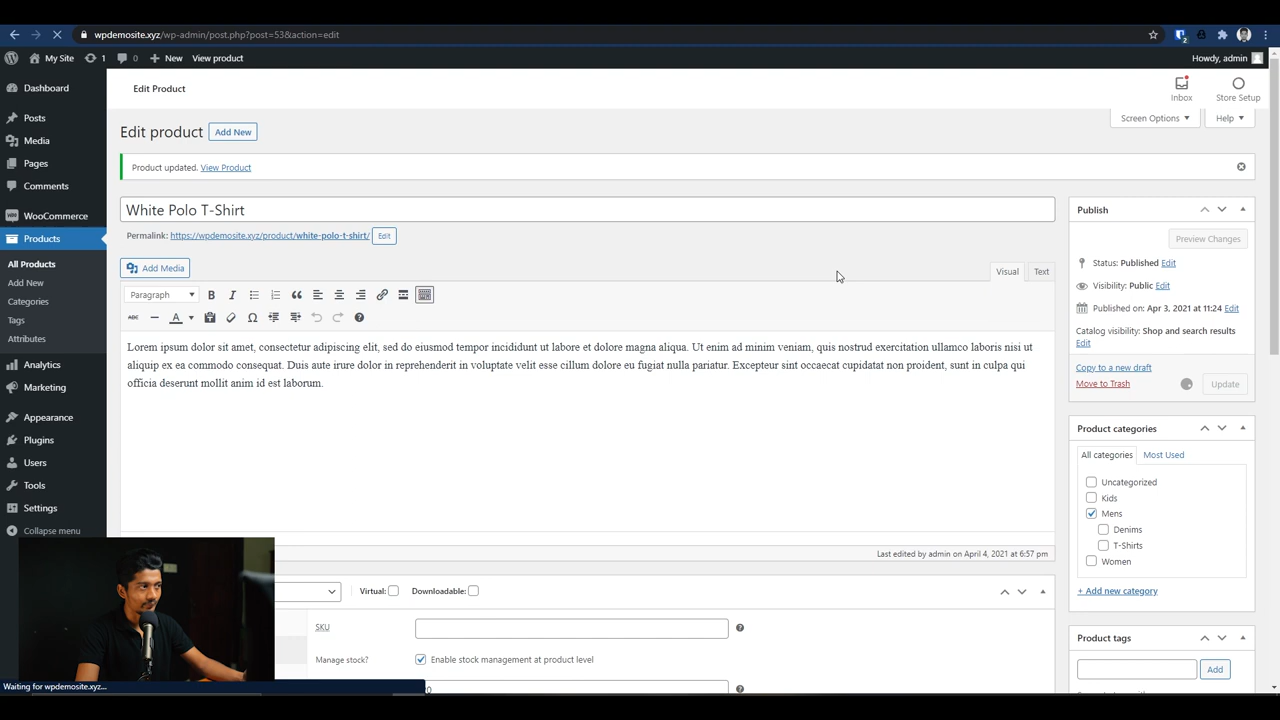 wpdemosite.xyz/wp-admin/post.php?post=53&action=edit
My Site
1
0
New
View product
Howdy, admin
Dashboard
Posts
Media
Pages
Comments
WooCommerce
Products
All Products
Add New
Categories
Tags
Attributes
Analytics
Marketing
Appearance
Plugins
Users
Tools
Settings
Collapse menu
Edit Product
Inbox
Store Setup
Screen Options
Help
Edit product
Add New
Product updated. View Product
White Polo T-Shirt
Permalink: https://wpdemosite.xyz/product/white-polo-t-shirt/ Edit
Add Media
Visual
Text
Paragraph
Lorem ipsum dolor sit amet, consectetur adipiscing elit, sed do eiusmod tempor incididunt ut labore et dolore magna aliqua. Ut enim ad minim veniam, quis nostrud exercitation ullamco laboris nisi ut
aliquip ex ea commodo consequat. Duis aute irure dolor in reprehenderit in voluptate velit esse cillum dolore eu fugiat nulla pariatur. Excepteur sint occaecat cupidatat non proident, sunt in culpa qui
officia deserunt mollit anim id est laborum.
Last edited by admin on April 4, 2021 at 6:57 pm
Virtual:
Downloadable:
SKU
Manage stock?
Enable stock management at product level
Publish
Preview Changes
Status: Published Edit
Visibility: Public Edit
Published on: Apr 3, 2021 at 11:24 Edit
Catalog visibility: Shop and search results
Edit
Copy to a new draft
Move to Trash
Update
Product categories
All categories
Most Used
Uncategorized
Kids
Mens
Denims
T-Shirts
Women
+ Add new category
Product tags
Add
Waiting for wpdemosite.xyz...